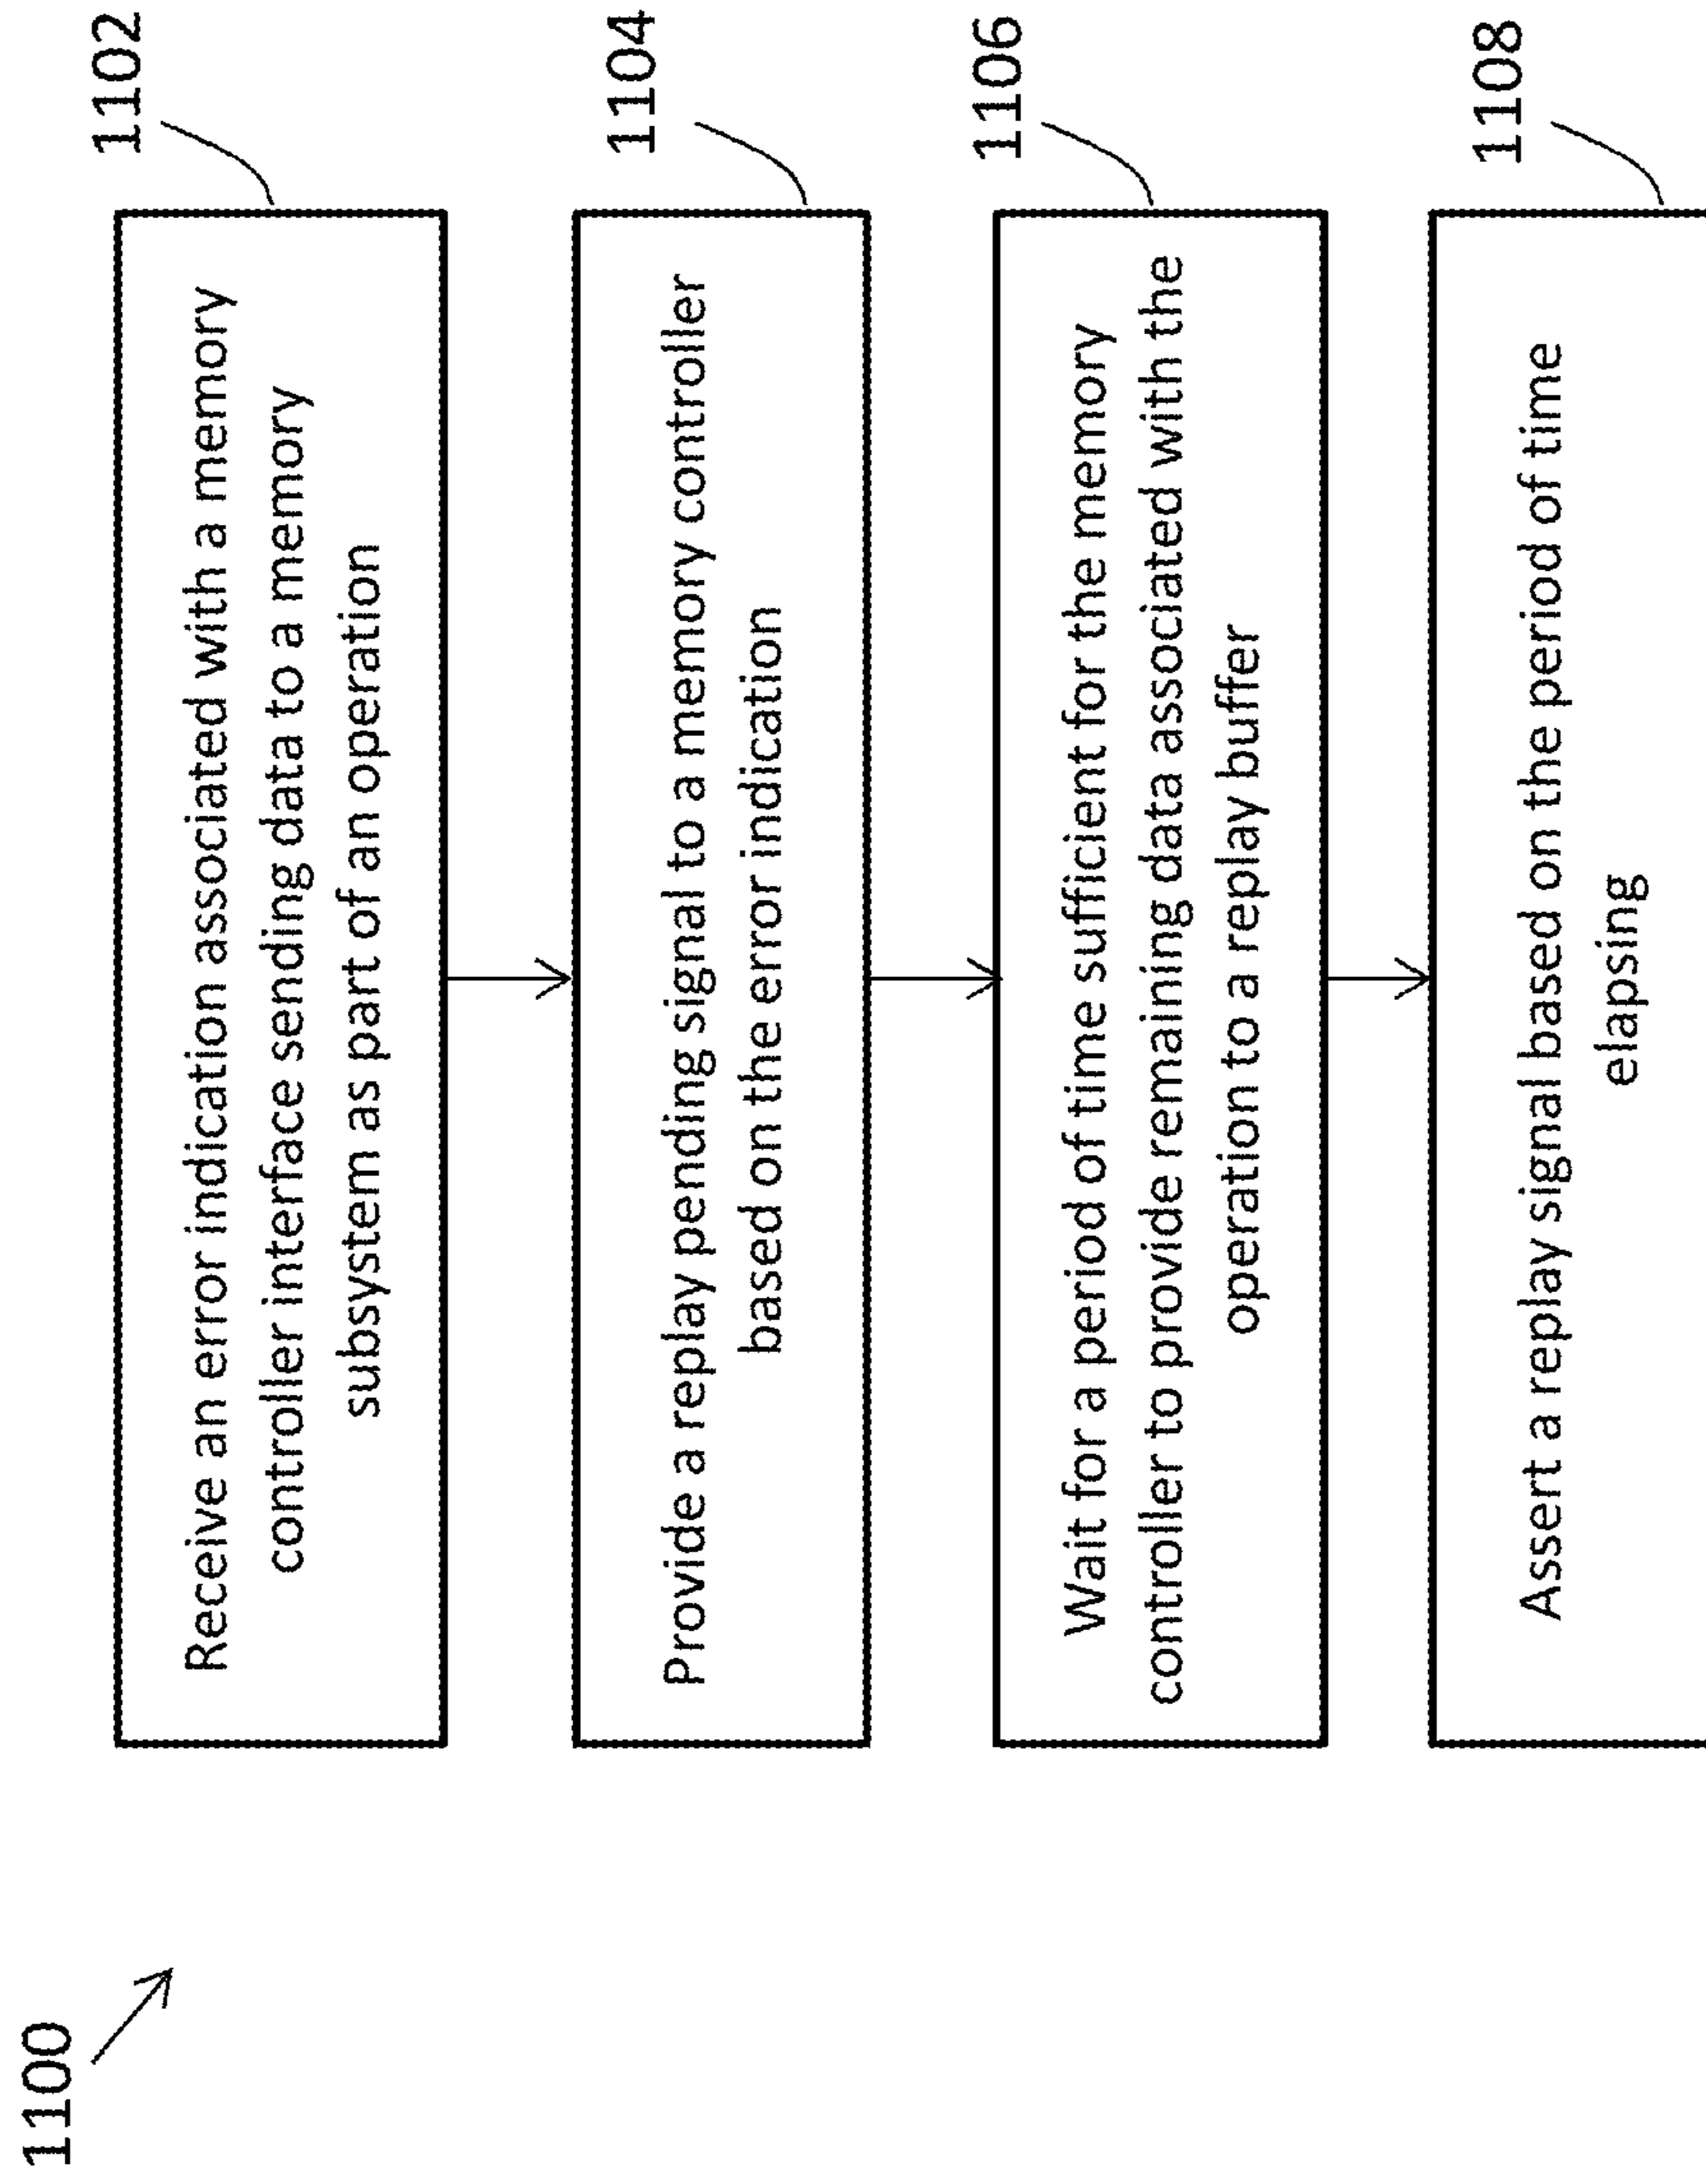 1100
1102
Receive an error indication associated with a memory
controller interface sending data to a memory
subsystem as part of an operation
1104
Provide a replay pending signal to a memory controller
based on the error indication
1106
Wait for a period of time sufficient for the memory
controller to provide remaining data associated with the
operation to a replay buffer
1108
Assert a replay signal based on the period of time
elapsing